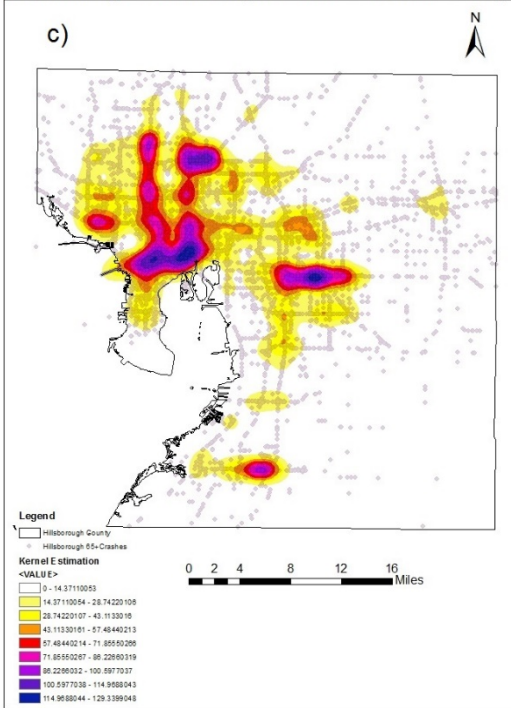 c)
N
Legend
Hillsborough County
Hillsborough 65+Crashes
Kernel Estimation
<VALUE>
0 - 14.37110053
14.37110054 - 28.74220106
28.74220107 - 43.1133016
43.11330161 - 57.48440213
57.48440214 - 71.85550266
71.85550267 - 86.22660319
86.2266032 - 100.5977037
100.5977038 - 114.9688043
114.9688044 - 129.3399048
0 2 4 8 12 16
Miles